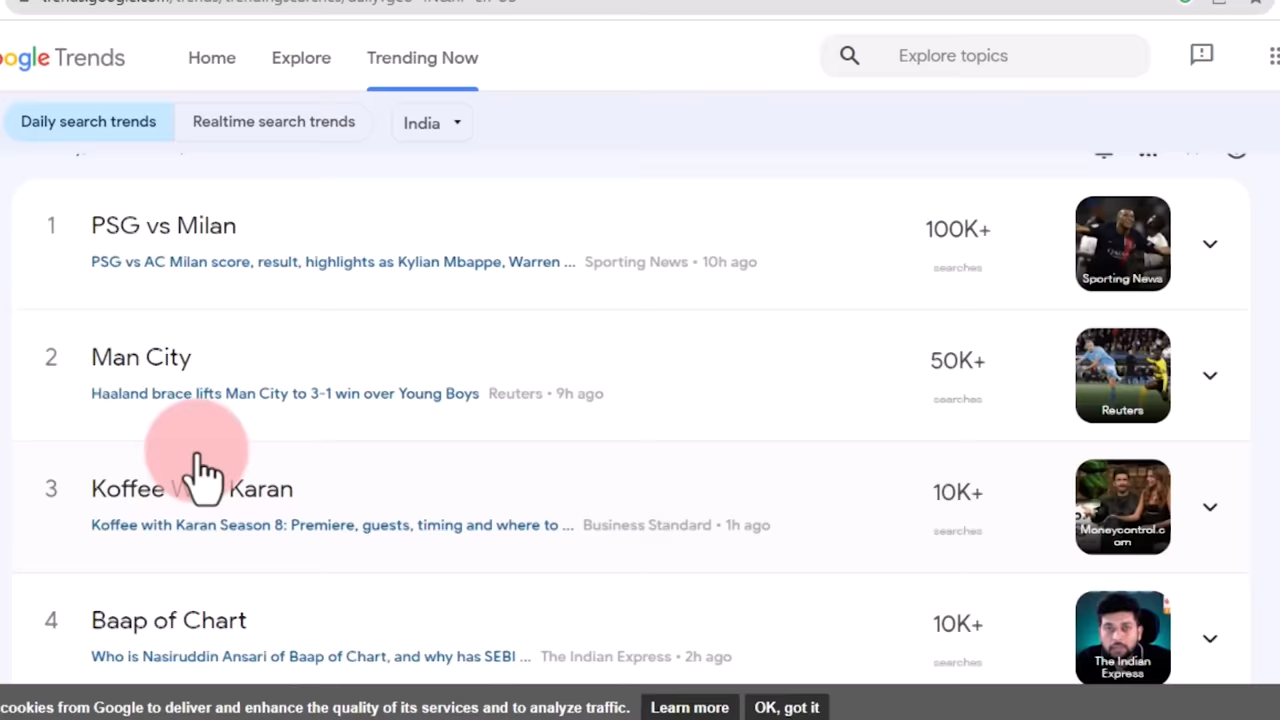 ogle Trends
Home
Explore
Trending Now
Explore topics
Daily search trends
Realtime search trends
India
1
PSG vs Milan
100K+
PSG vs AC Milan score, result, highlights as Kylian Mbappe, Warren ... Sporting News • 10h ago
searches
Sporting News
2
Man City
50K+
Haaland brace lifts Man City to 3-1 win over Young Boys Reuters • 9h ago
searches
Reuters
3
Koffee Karan
10K+
Koffee with Karan Season 8: Premiere, guests, timing and where to ... Business Standard • 1h ago
searches
Moneycontrol.c
om
4
Baap of Chart
10K+
Who is Nasiruddin Ansari of Baap of Chart, and why has SEBI ... The Indian Express • 2h ago
searches
The Indian
Express
cookies from Google to deliver and enhance the quality of its services and to analyze traffic.
Learn more
OK, got it